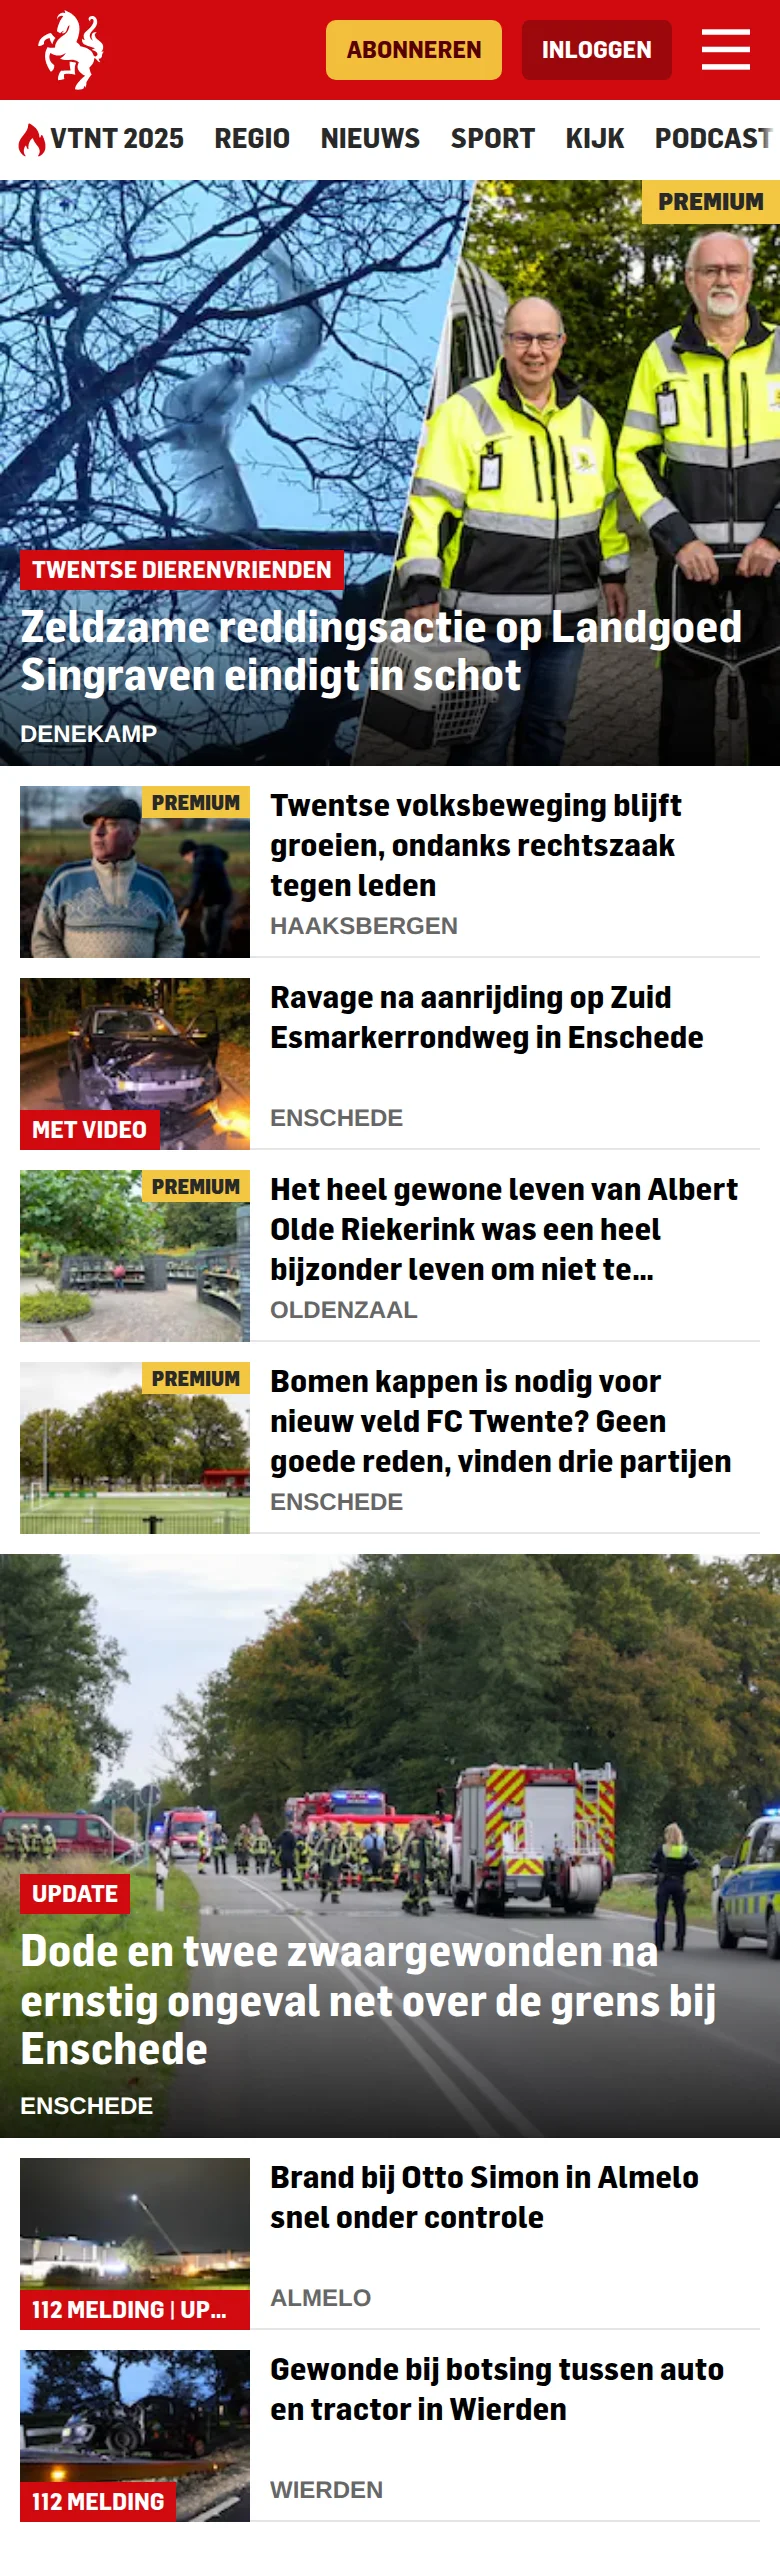 ABONNEREN
INLOGGEN
VTNT 2025 REGIO NIEUWS SPORT KIJK PODCAST
PREMIUM
TWENTSE DIERENVRIENDEN
Zeldzame reddingsactie op Landgoed
Singraven eindigt in schot
DENEKAMP
PREMIUM
Twentse volksbeweging blijft
groeien, ondanks rechtszaak
tegen leden
HAAKSBERGEN
Ravage na aanrijding op Zuid
Esmarkerrondweg in Enschede
MET VIDEO
ENSCHEDE
PREMIUM
Het heel gewone leven van Albert
Olde Riekerink was een heel
bijzonder leven om niet te...
OLDENZAAL
PREMIUM
Bomen kappen is nodig voor
nieuw veld FC Twente? Geen
goede reden, vinden drie partijen
ENSCHEDE
UPDATE
Dode en twee zwaargewonden na
ernstig ongeval net over de grens bij
Enschede
ENSCHEDE
Brand bij Otto Simon in Almelo
snel onder controle
112 MELDING | UP...
ALMELO
Gewonde bij botsing tussen auto
en tractor in Wierden
112 MELDING
WIERDEN